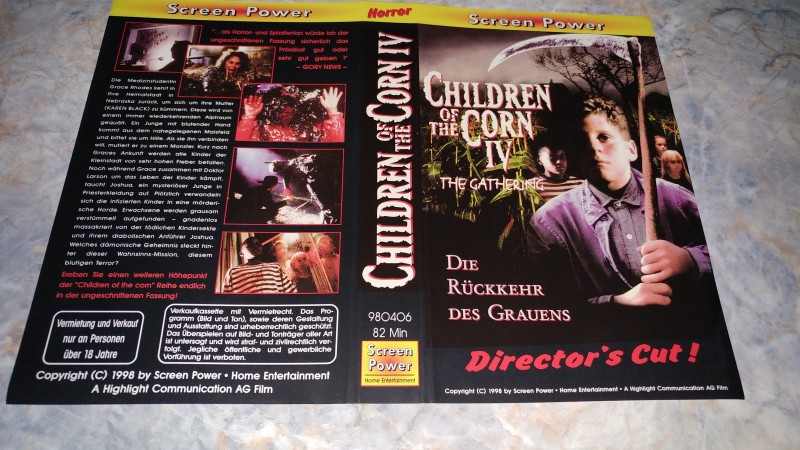 Screen Power
"...als Horror- und Splatterfan würde ich der
ungeschnittenen Fassung sicherlich das
Prädikat gut oder
sehr gut geben !"
– GORY NEWS –
Die Medizinstudentin
Grace Rhodes kehrt in
ihre Heimatstadt in
Nebraska zurück, um sich um ihre Mutter
(KAREN BLACK) zu kümmern. Diese wird von
einem immer wiederkehrenden Alptraum
gequält. Ein Junge mit blutender Hand
kommt aus dem nahegelegenen Maisfeld
und bittet sie um Hilfe. Als sie ihn verbinden
will, mutiert er zu einem Monster. Kurz nach
Graces Ankunft werden alle Kinder der
Kleinstadt von sehr hohen Fieber befallen.
Noch während Grace zusammen mit Doktor
Larson um das Leben der Kinder kämpft,
taucht Joshua, ein mysteriöser Junge in
Priesterkleidung auf. Plötzlich verwandeln
sich die infizierten Kinder in eine mörderi-
sche Horde. Erwachsene werden grausam
verstümmelt aufgefunden – gnadenlos
massakriert von der tödlichen Kindersekte
und ihrem diabolischen Anführer Joshua.
Welches dämonische Geheimnis steckt hin-
ter dieser Wahnsinns-Mission, diesem
blutigen Terror?
Erleben Sie einen weiteren Höhepunkt
der "Children of the corn" Reihe endlich
in der ungeschnittenen Fassung!
Vermietung und Verkauf
nur an Personen
über 18 Jahre
Verkaufkassette mit Vermietrecht. Das Pro-
gramm (Bild und Ton), sowie deren Gestaltung
und Ausstattung sind urheberechtlich geschützt.
Das Überspielen auf Bild- und Tonträger aller Art
ist untersagt und wird straf- und zivilrechtlich ver-
folgt. Jegliche öffentliche und gewerbliche
Vorführung ist verboten.
Copyright (C) 1998 by Screen Power • Home Entertainment
A Highlight Communication AG Film
Horror
CHILDREN OF THE CORN IV
980406
82 Min
Screen
Power
Home Entertainment
Screen Power
CHILDREN
OF THE CORN
IV
THE GATHERING
DIE
RÜCKKEHR
DES GRAUENS
Director's Cut !
Copyright (C) 1998 by Screen Power • Home Entertainment • A Highlight Communication AG Film